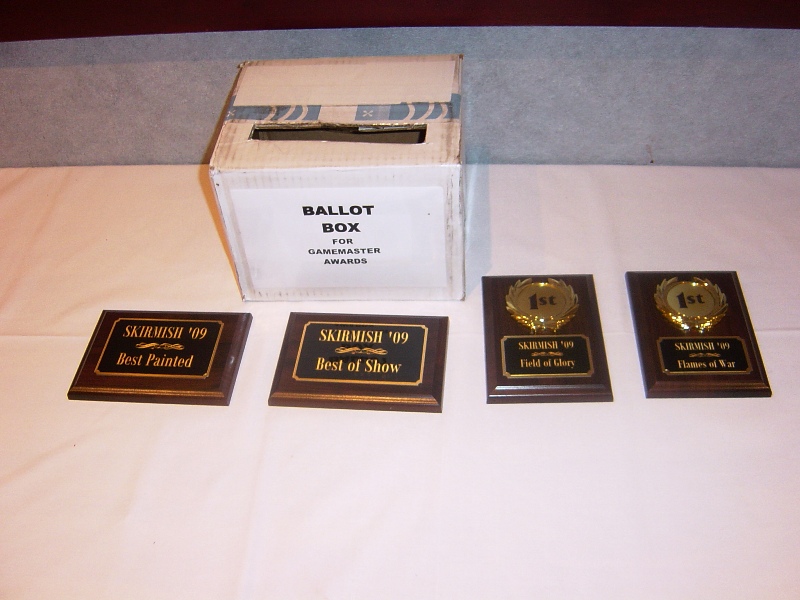 BALLOT
BOX
FOR
GAMEMASTER
AWARDS
SKIRMISH '09
Best Painted
SKIRMISH '09
Best of Show
1st
SKIRMISH '09
Field of Glory
1st
SKIRMISH '09
Flames of War